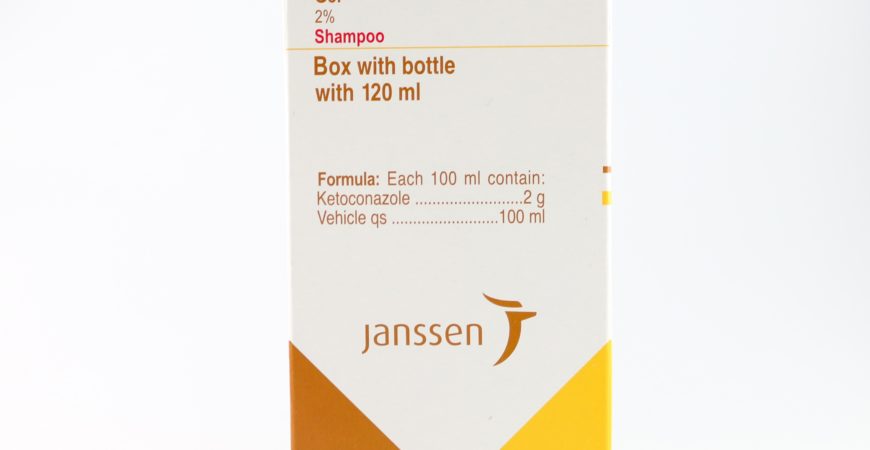 2%
Shampoo
Box with bottle
with 120 ml
Formula: Each 100 ml contain:
Ketoconazole .........................2 g
Vehicle qs .........................100 ml
janssen